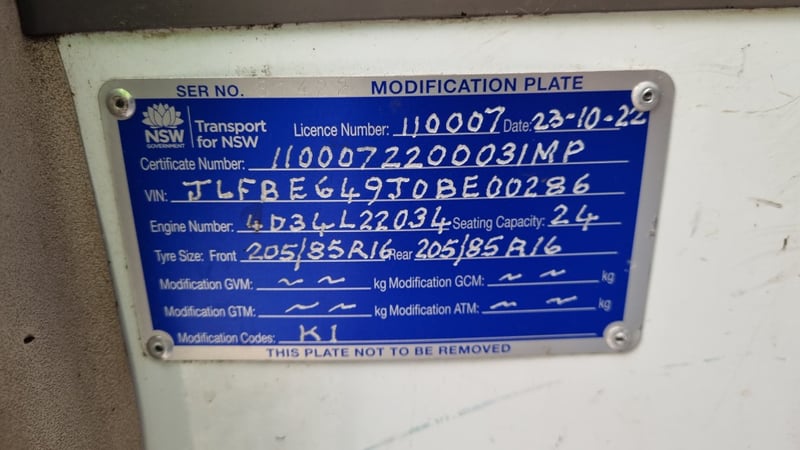 SER NO. MODIFICATION PLATE
NSW GOVERNMENT Transport for NSW
Licence Number: 110007 Date: 23-10-22
Certificate Number: 1100072200031MP
VIN: JLFBE649J0BE00286
Engine Number: 4D34L22034 Seating Capacity: 24
Tyre Size: Front 205/85R16 Rear 205/85R16
Modification GVM: ~ ~ kg Modification GCM: ~ ~ kg
Modification GTM: ~ ~ kg Modification ATM: ~ ~ kg
Modification Codes: K1
THIS PLATE NOT TO BE REMOVED